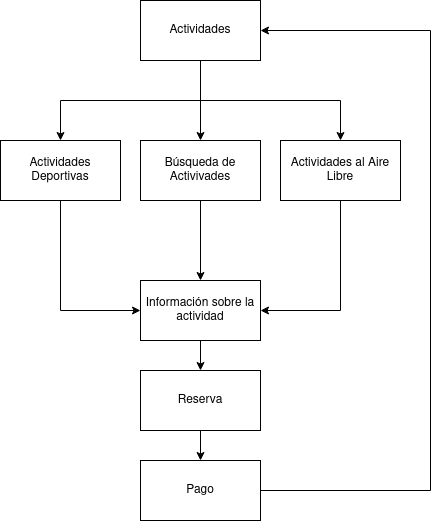 Actividades
Actividades
Deportivas
Búsqueda de
Activivades
Actividades al Aire
Libre
Información sobre la
actividad
Reserva
Pago